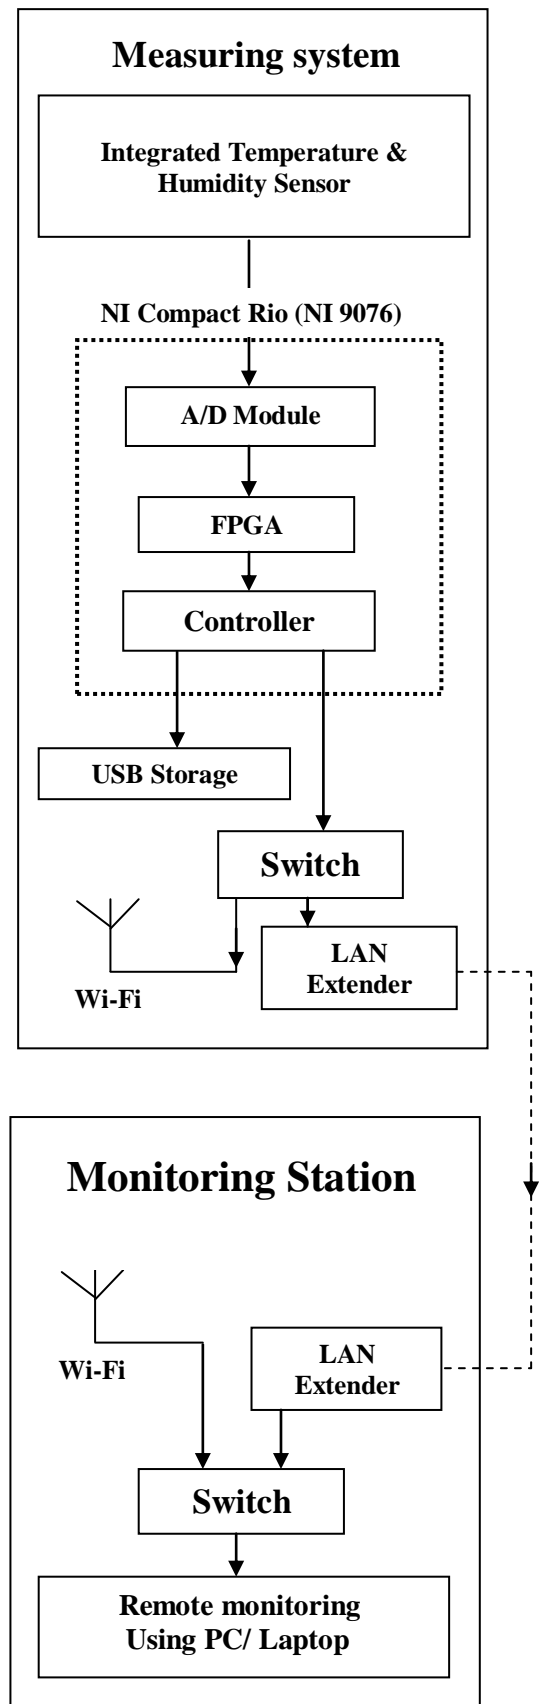 Measuring system
Integrated Temperature &
Humidity Sensor
NI Compact Rio (NI 9076)
A/D Module
FPGA
Controller
USB Storage
Switch
LAN
Extender
Wi-Fi
Monitoring Station
Wi-Fi
LAN
Extender
Switch
Remote monitoring
Using PC/ Laptop